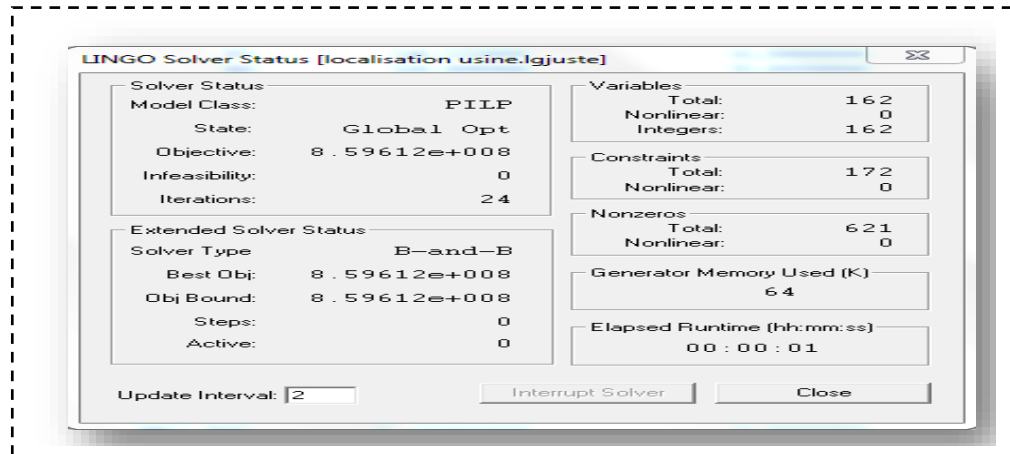 LINGO Solver Status [localisation usine.lgjuste]
Solver Status
Model Class: PILP
State: Global Opt
Objective: 8.59612e+008
Infeasibility: 0
Iterations: 24
Extended Solver Status
Solver Type B-and-B
Best Obj: 8.59612e+008
Obj Bound: 8.59612e+008
Steps: 0
Active: 0
Variables
Total: 162
Nonlinear: 0
Integers: 162
Constraints
Total: 172
Nonlinear: 0
Nonzeros
Total: 621
Nonlinear: 0
Generator Memory Used (K)
64
Elapsed Runtime (hh:mm:ss)
00:00:01
Update Interval: 2
Interrupt Solver
Close